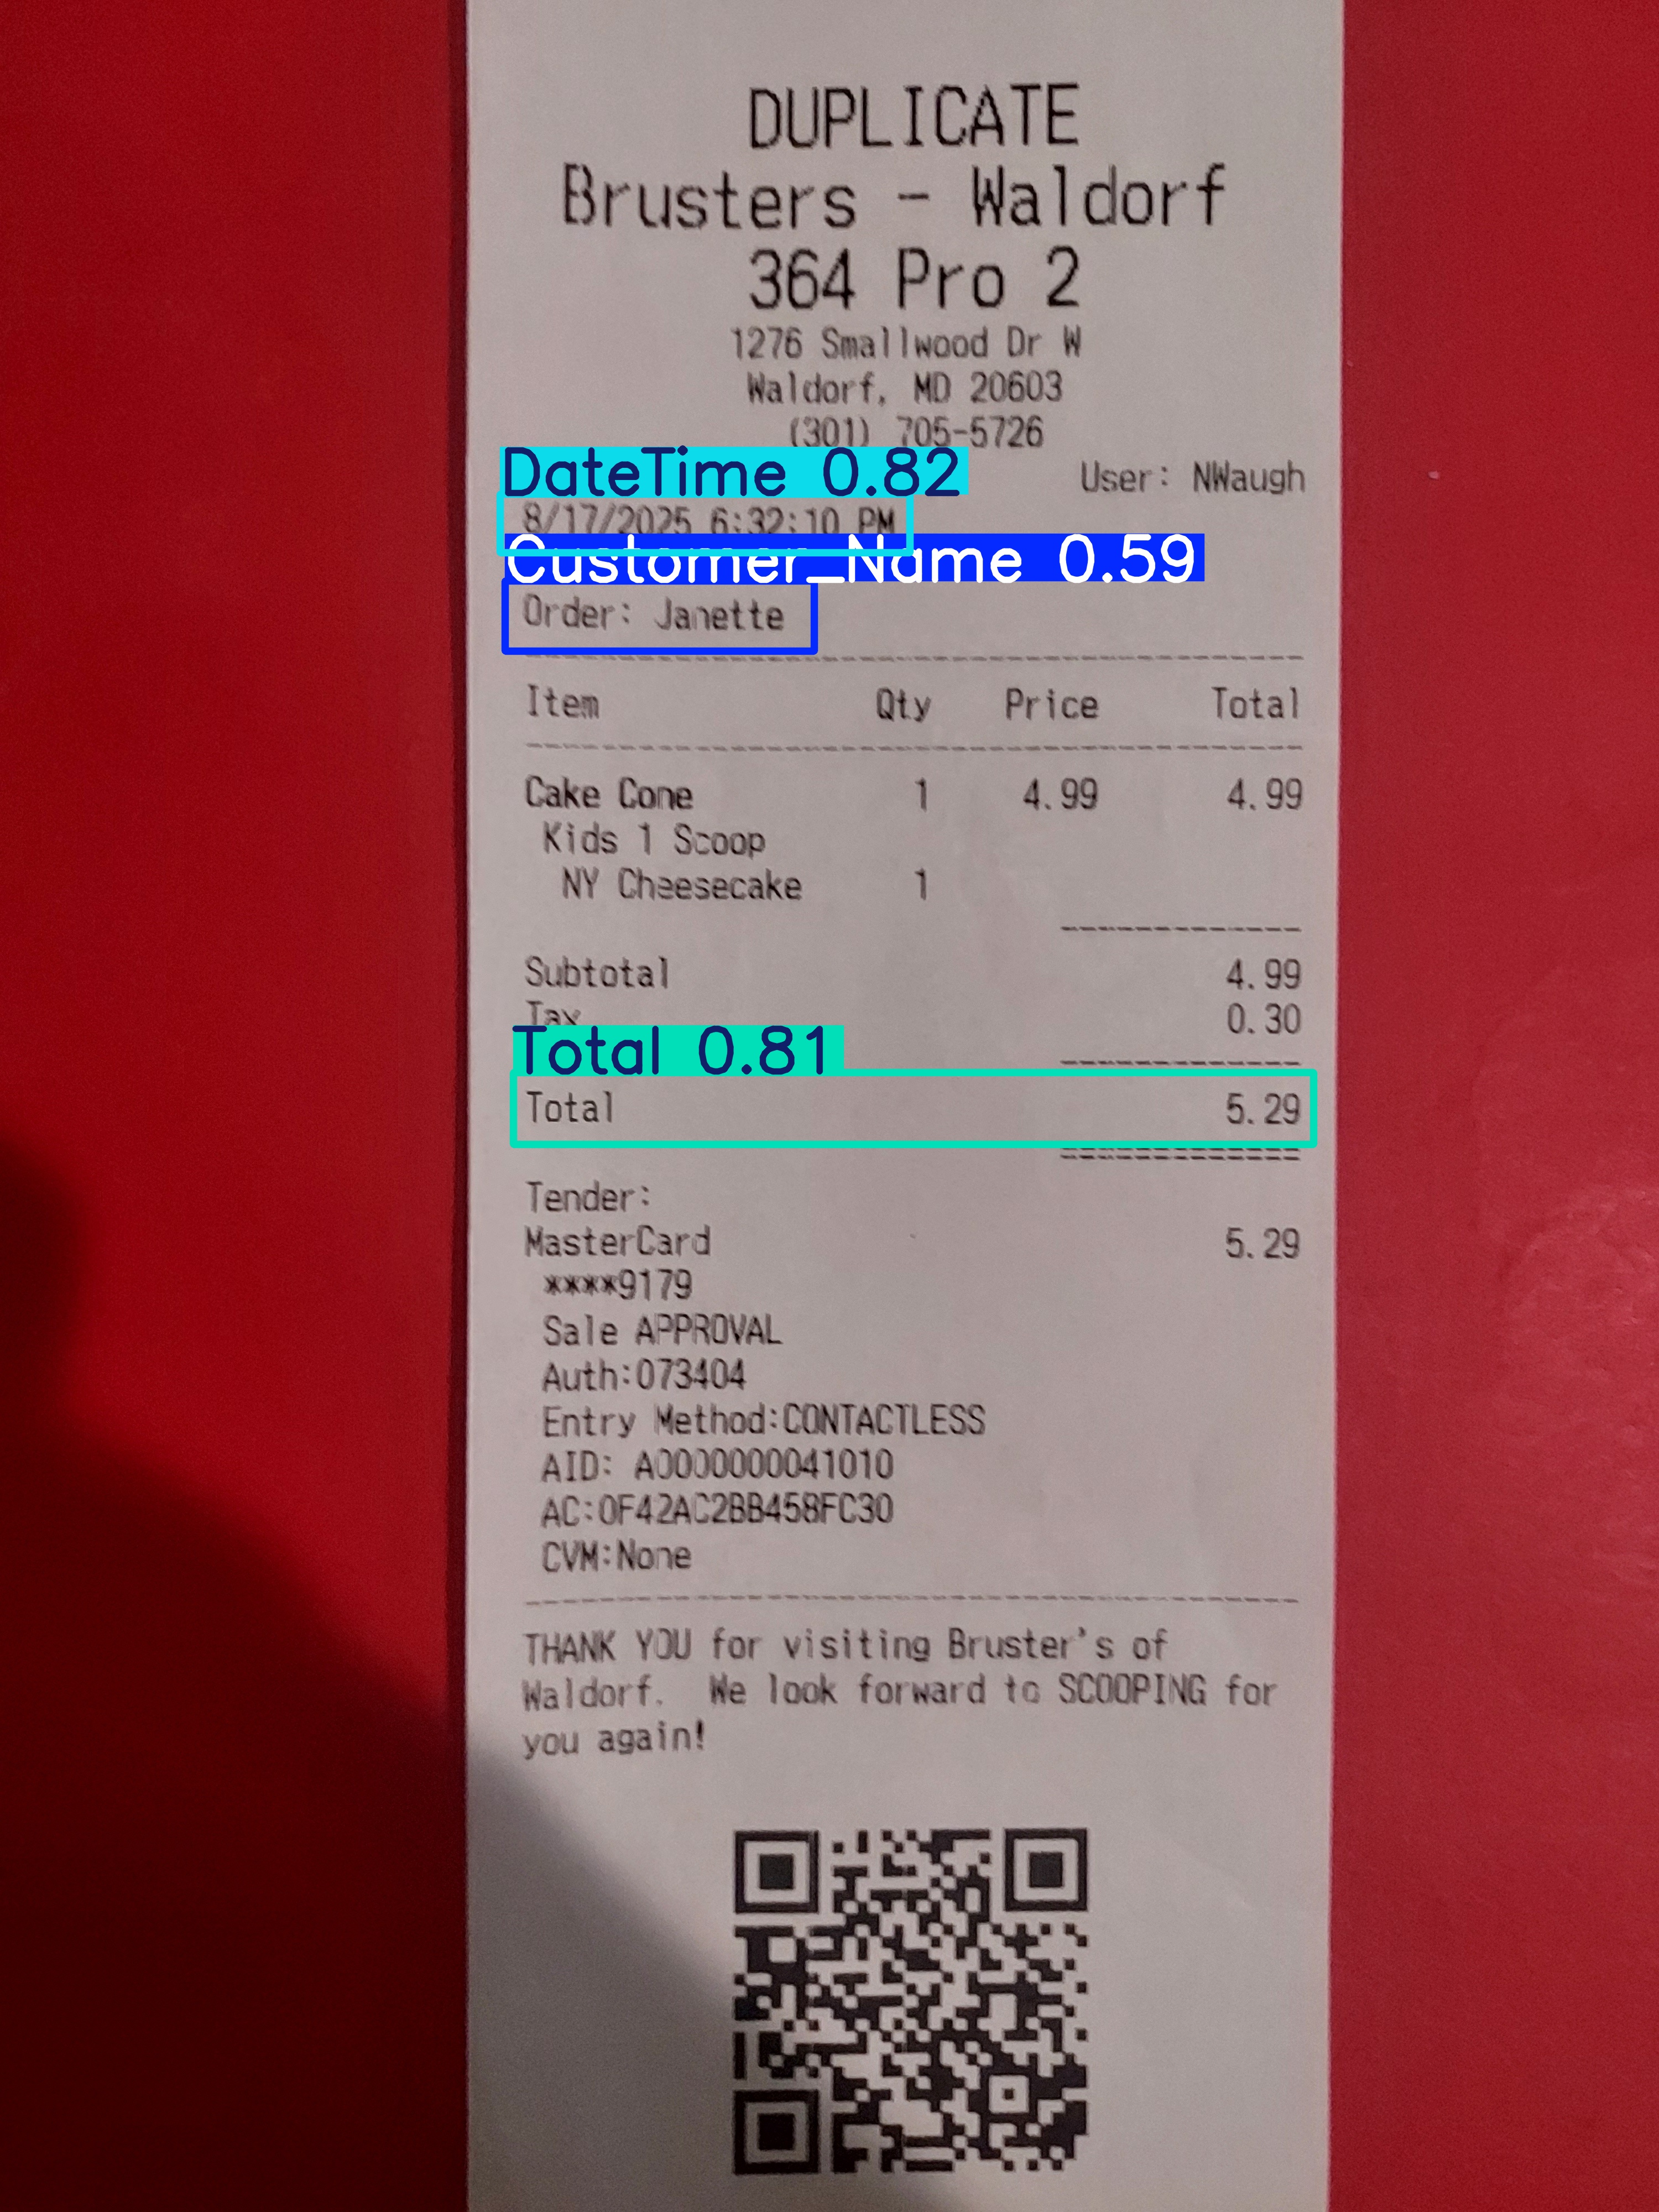 DUPLICATE
Brusters - Waldorf
364 Pro 2
1276 Smallwood Dr W
Waldorf, MD 20603
(301) 705-5726
User: NWaugh
DateTime 0.82
8/17/2025 6:32:10 PM
Customer_Name 0.59
Order: Janette
Item Qty Price Total
Cake Cone 1 4.99 4.99
Kids 1 Scoop
NY Cheesecake 1
Subtotal 4.99
Tax 0.30
Total 0.81
Total 5.29
Tender:
MasterCard 5.29
****9179
Sale APPROVAL
Auth:073404
Entry Method:CONTACTLESS
AID: A0000000041010
AC:0F42AC2BB458FC30
CVM:None
THANK YOU for visiting Bruster's of
Waldorf. We look forward to SCOOPING for
you again!